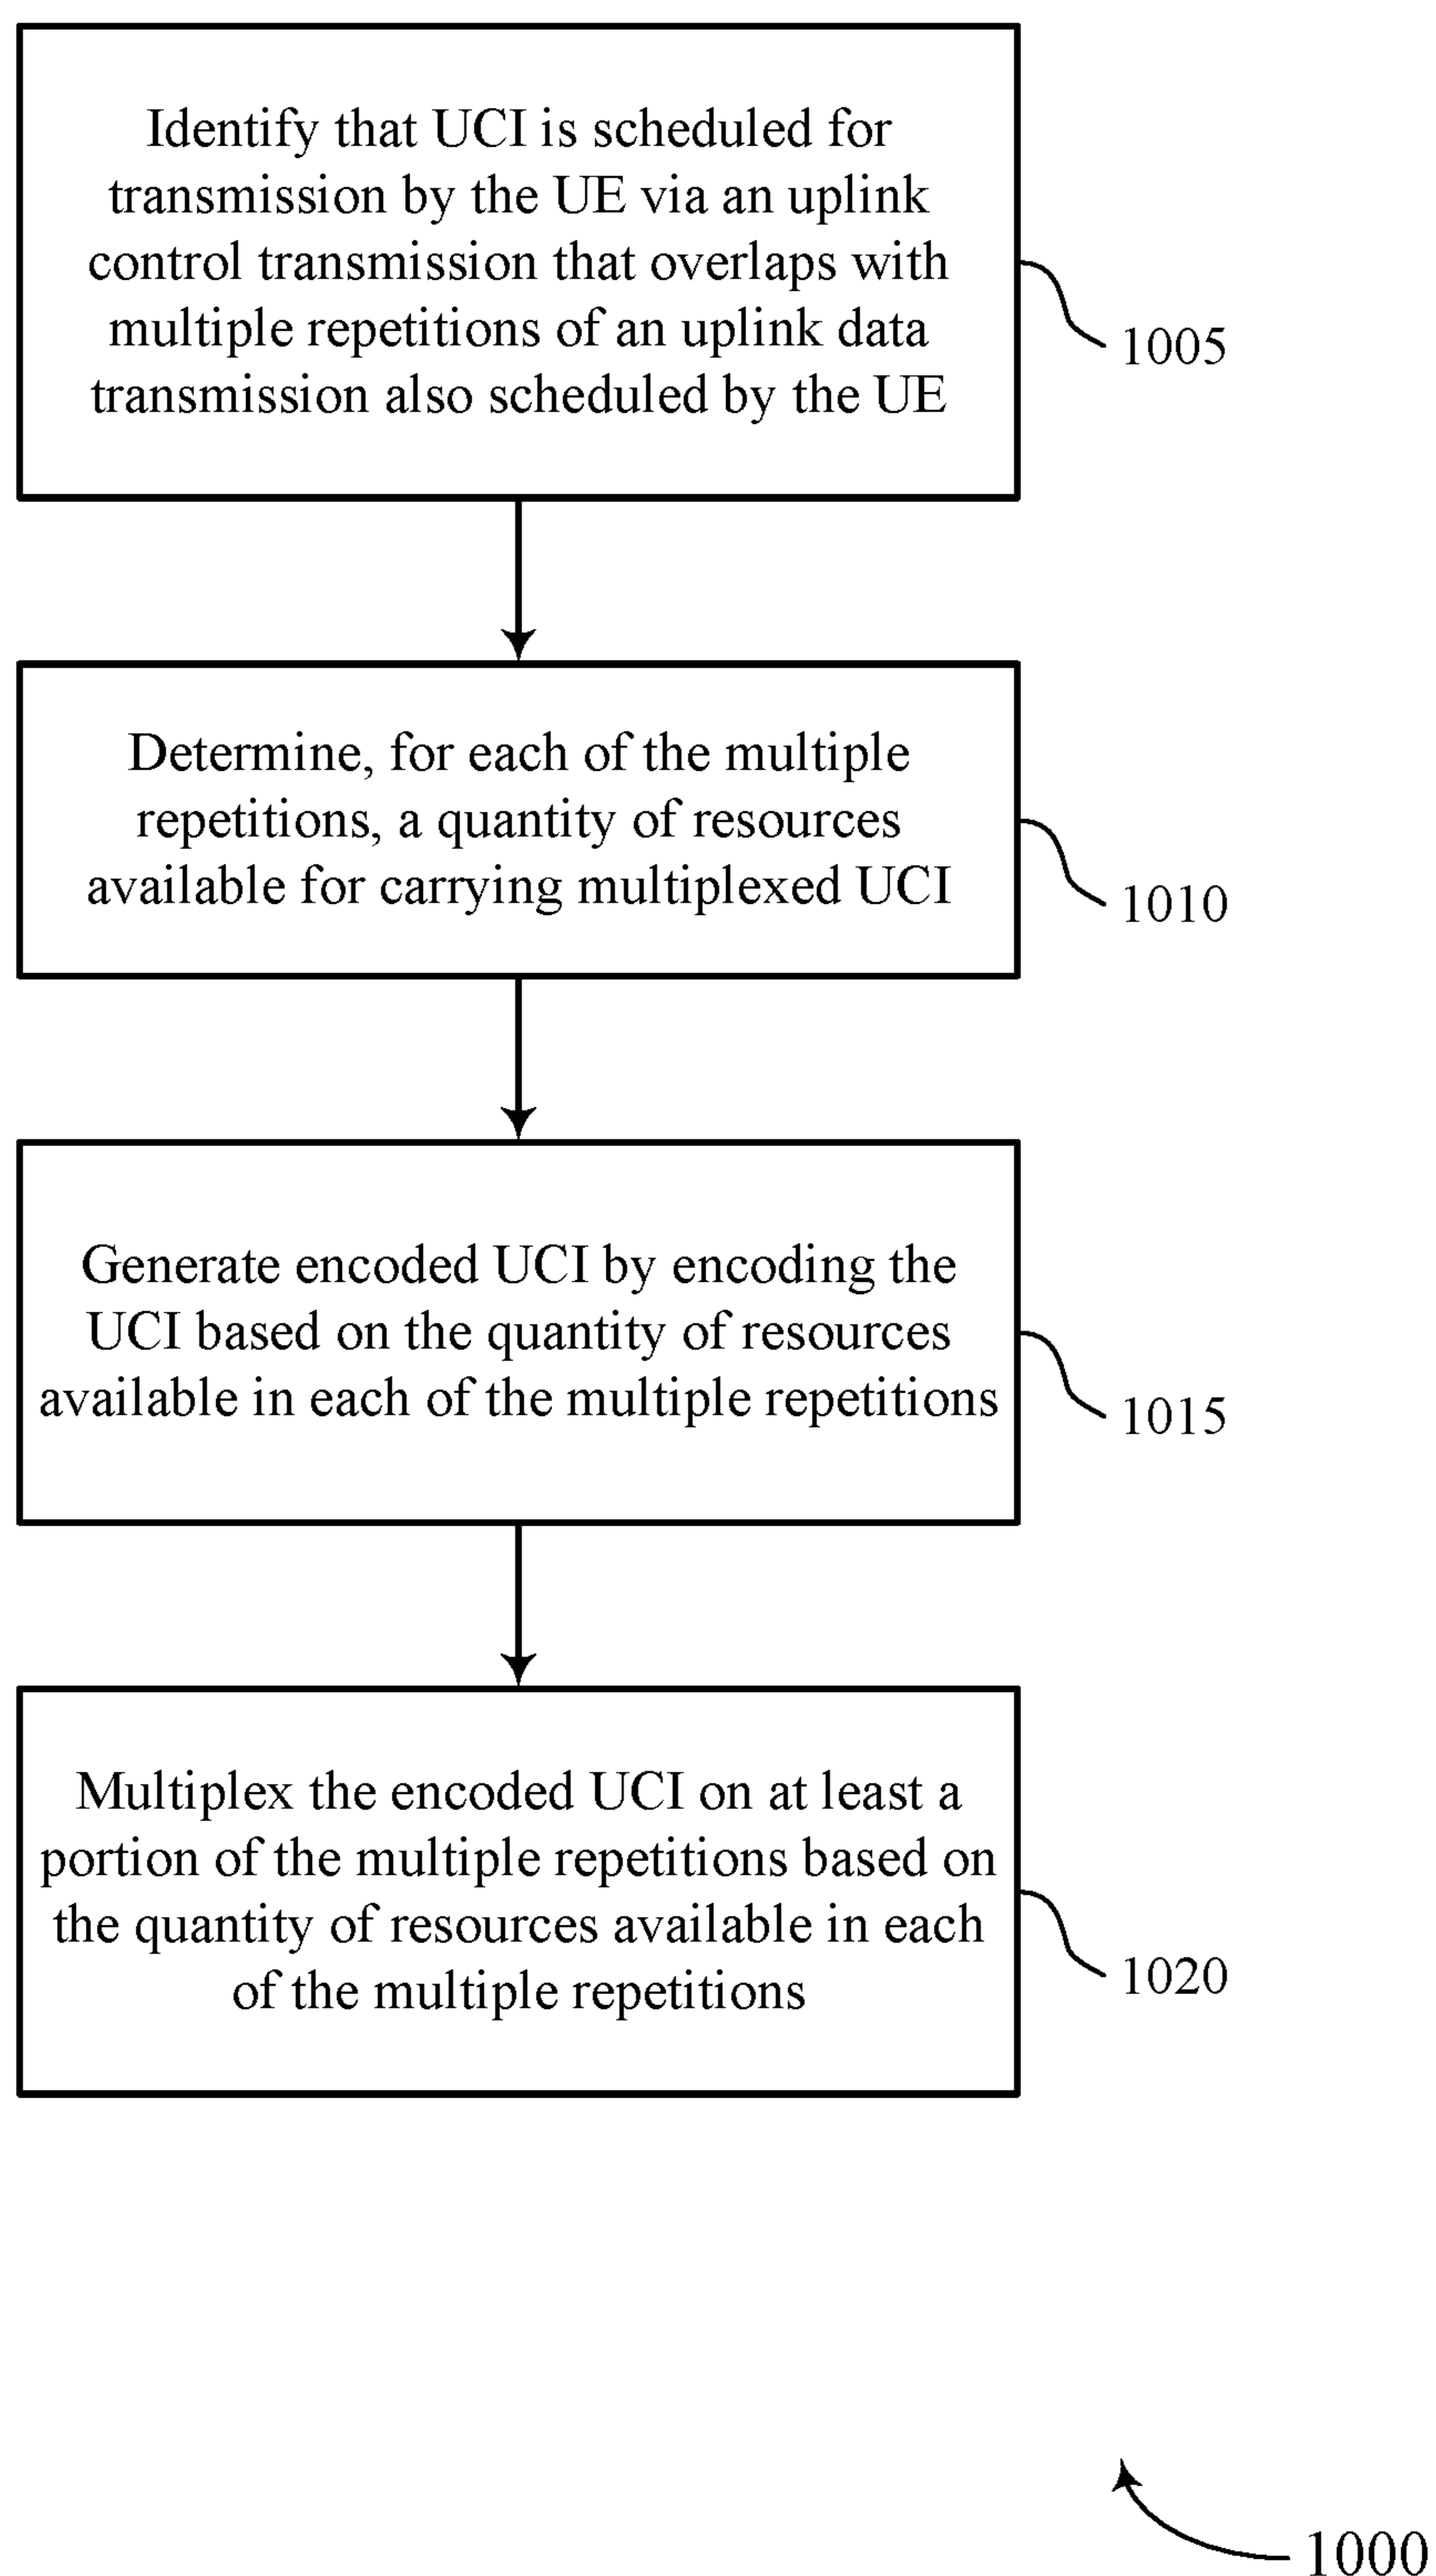 Identify that UCI is scheduled for
transmission by the UE via an uplink
control transmission that overlaps with
multiple repetitions of an uplink data
transmission also scheduled by the UE
1005
Determine, for each of the multiple
repetitions, a quantity of resources
available for carrying multiplexed UCI
1010
Generate encoded UCI by encoding the
UCI based on the quantity of resources
available in each of the multiple repetitions
1015
Multiplex the encoded UCI on at least a
portion of the multiple repetitions based on
the quantity of resources available in each
of the multiple repetitions
1020
1000